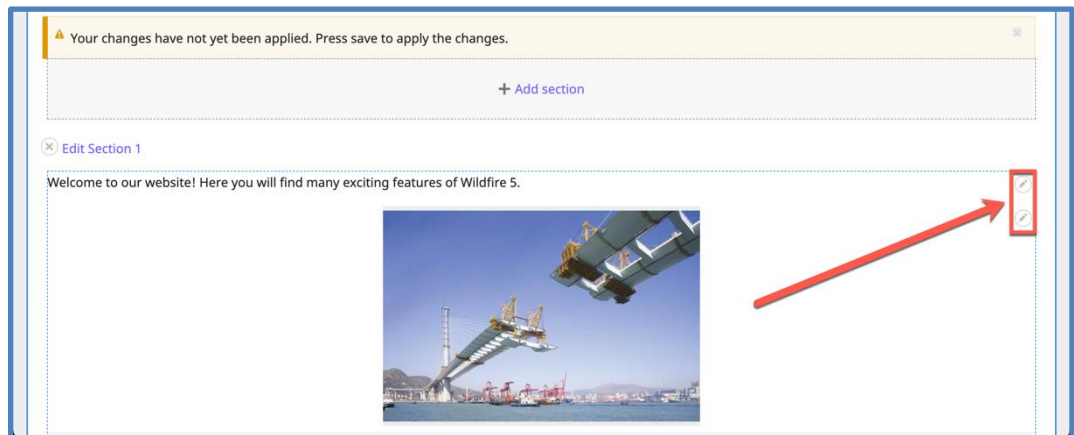 Your changes have not yet been applied. Press save to apply the changes.
+ Add section
Edit Section 1
Welcome to our website! Here you will find many exciting features of Wildfire 5.